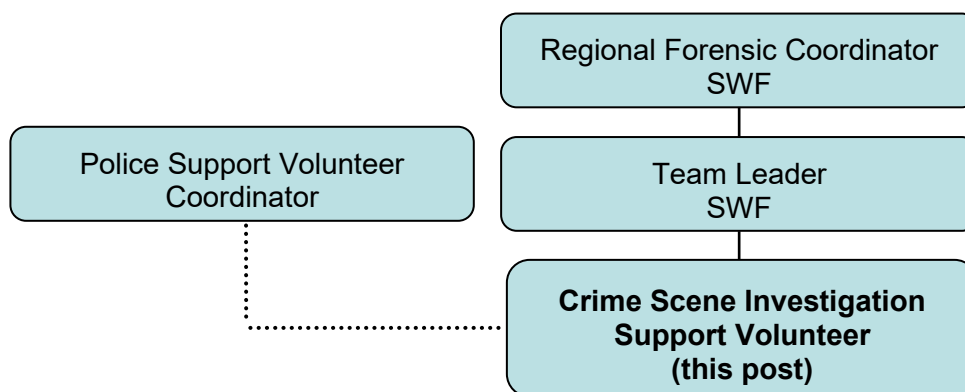 Regional Forensic Coordinator
SWF
Police Support Volunteer
Coordinator
Team Leader
SWF
Crime Scene Investigation
Support Volunteer
(this post)